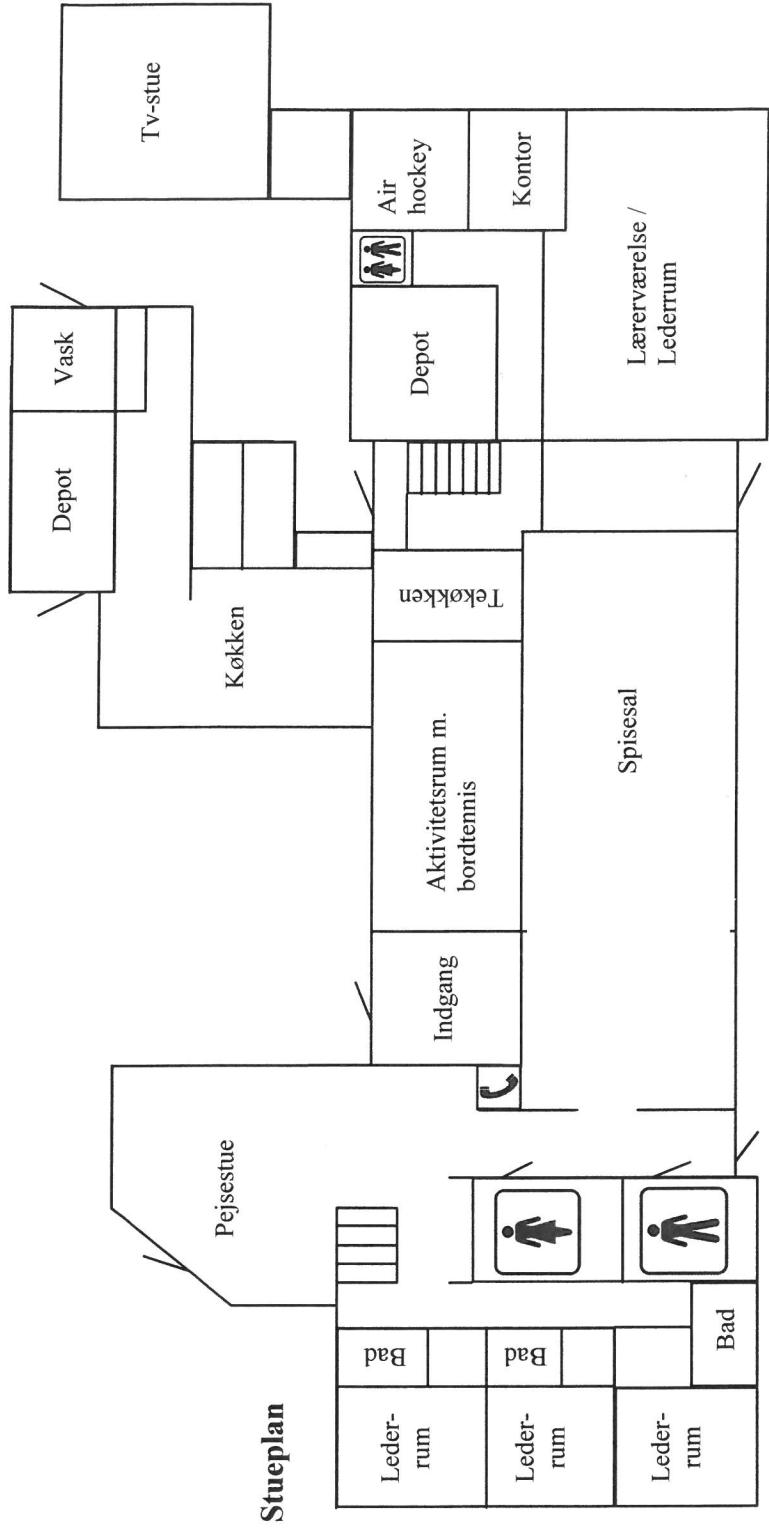 Stueplan
Tv-stue
Vask
Depot
Air
hockey
Kontor
Depot
Lærerværelse /
Lederrum
Køkken
Tekøkken
Aktivitetsrum m.
bordtennis
Spisesal
Indgang
Pejsestue
Bad
Bad
Bad
Leder-
rum
Leder-
rum
Leder-
rum